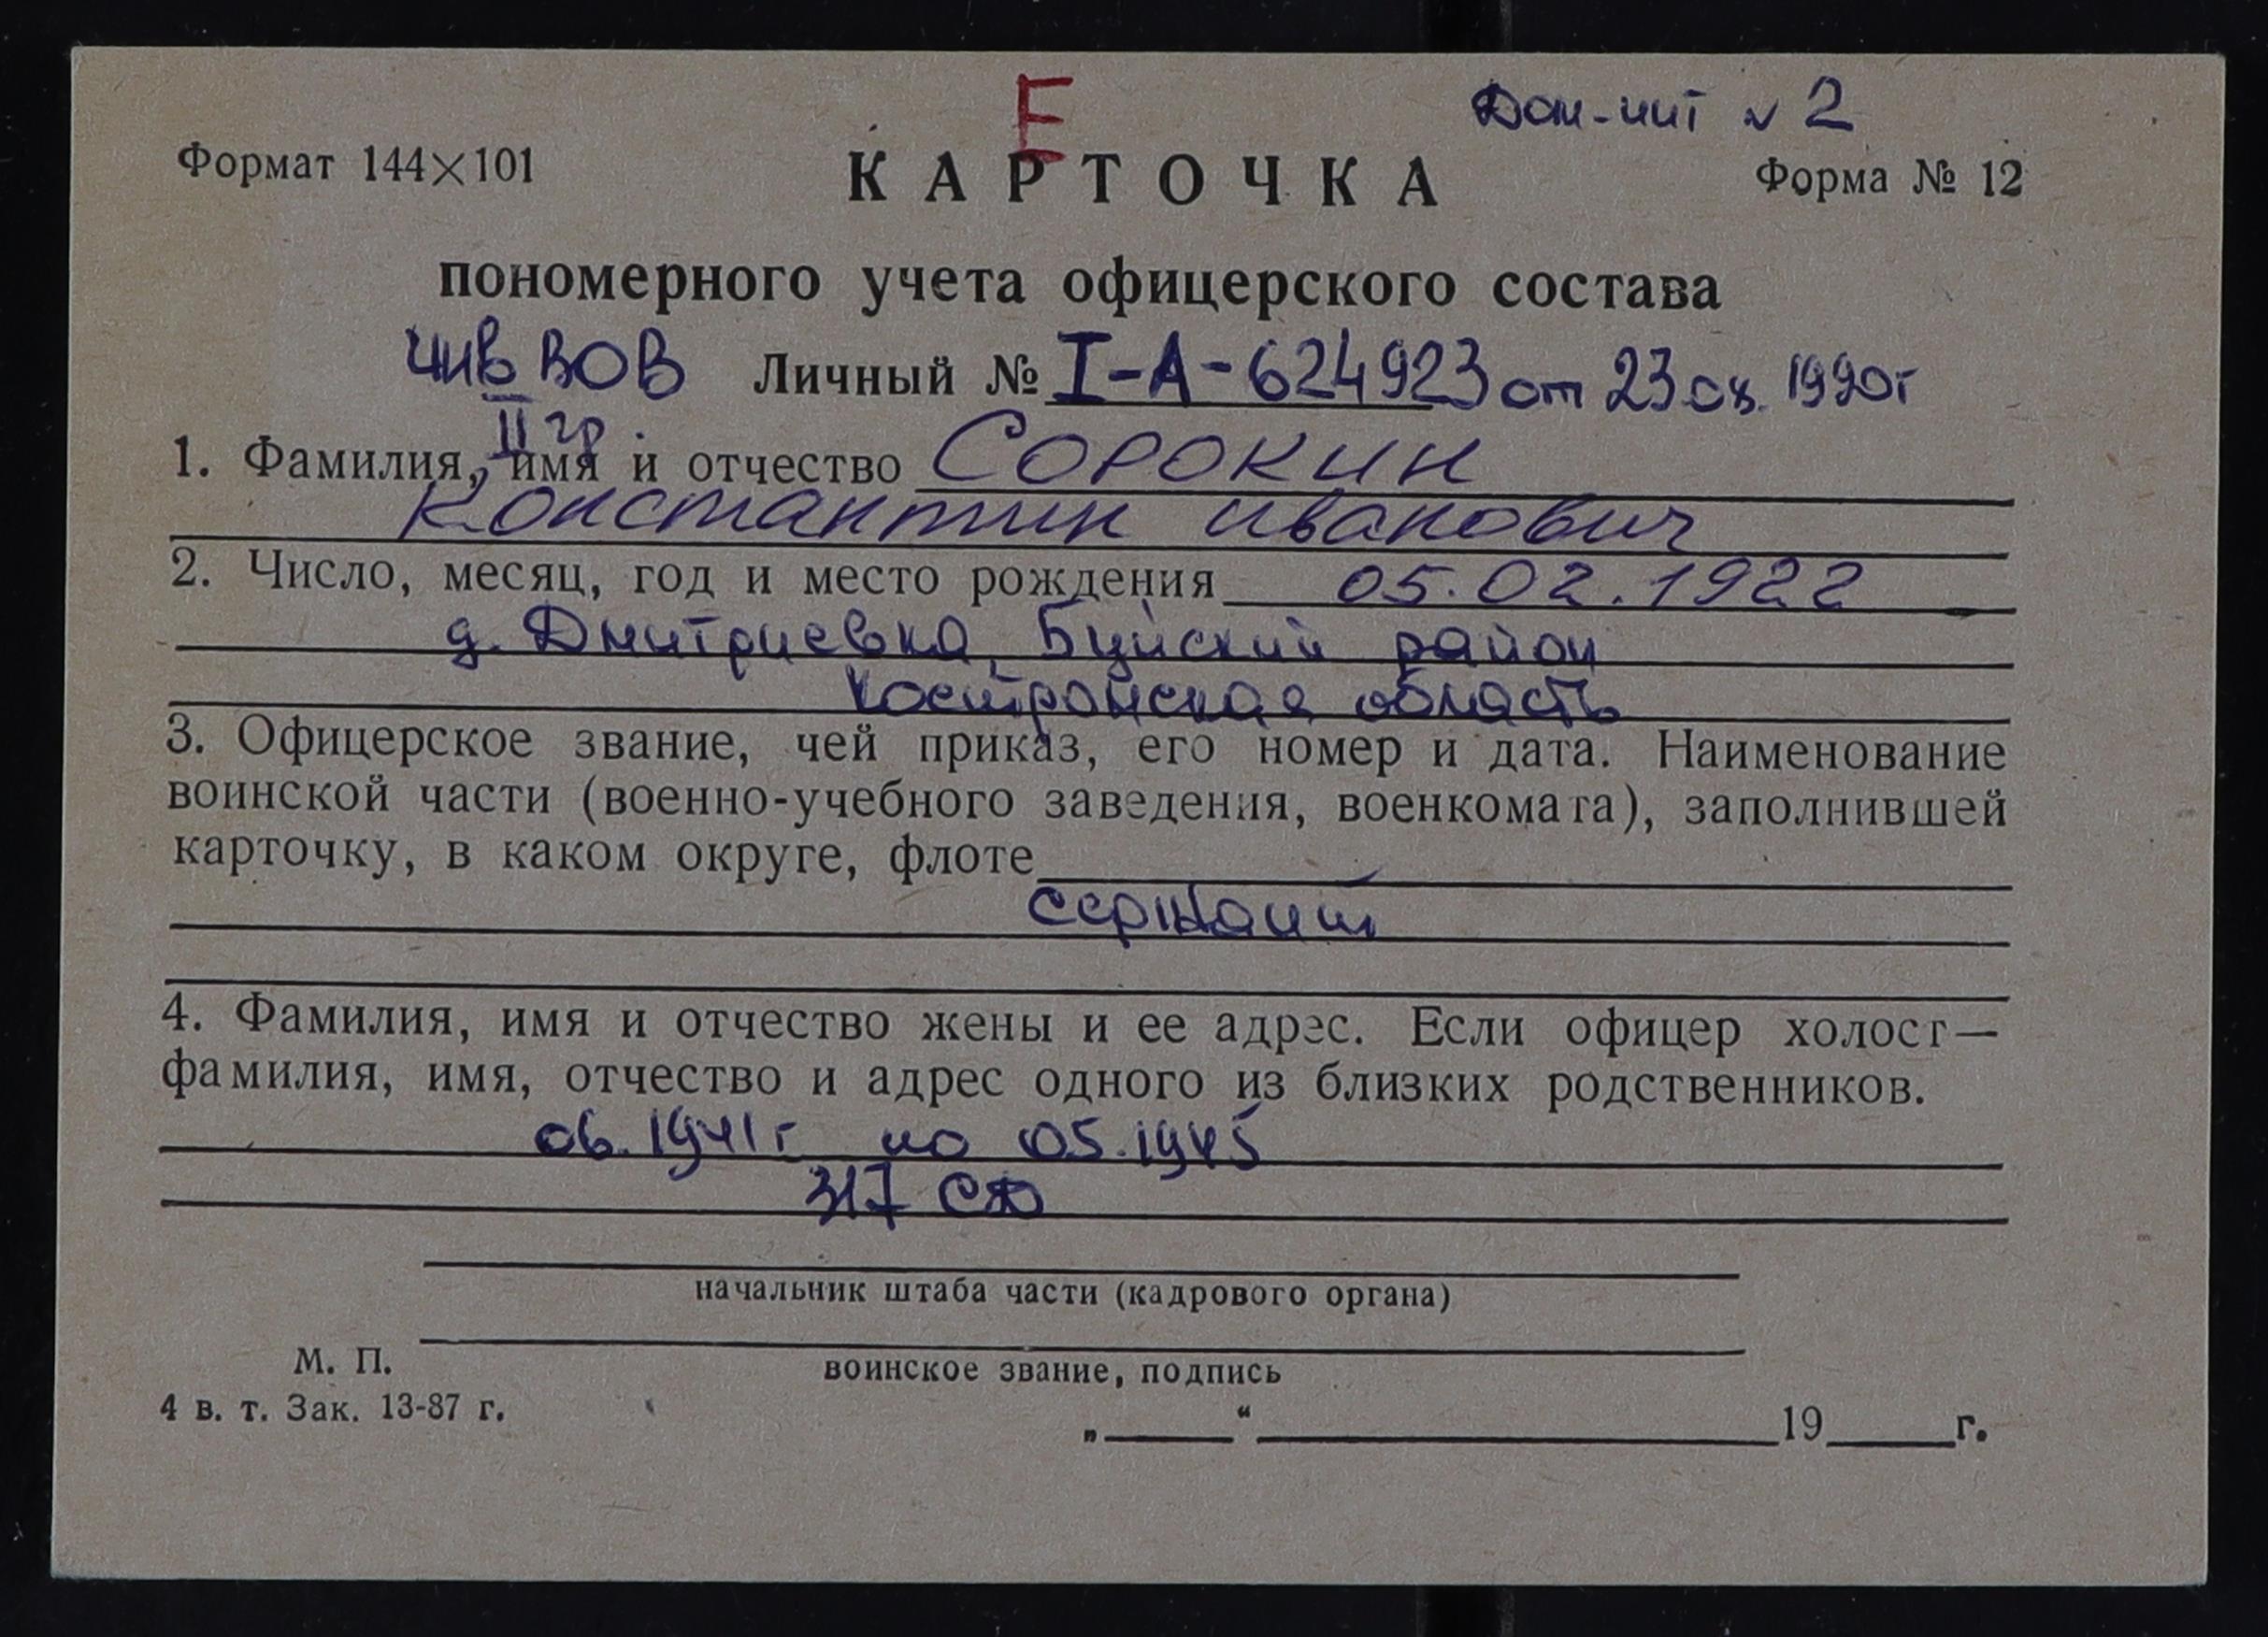 Е
Дом-инт № 2
Формат 144×101
КАРТОЧКА
Форма № 12
пономерного учета офицерского состава
инв ВОВ Личный № I-А-624923 от 23 ок. 1990г
II гр.
1. Фамилия, имя и отчество Сорокин
Константин Иванович
2. Число, месяц, год и место рождения 05.02.1922
д. Дмитриевка, Буйский район
Костромская область
3. Офицерское звание, чей приказ, его номер и дата. Наименование
воинской части (военно-учебного заведения, военкомата), заполнившей
карточку, в каком округе, флоте
сержант
4. Фамилия, имя и отчество жены и ее адрес. Если офицер холост—
фамилия, имя, отчество и адрес одного из близких родственников.
06.1941г по 05.1945
317 СД
начальник штаба части (кадрового органа)
М. П.
воинское звание, подпись
4 в. т. Зак. 13-87 г.
„ “ 19 г.